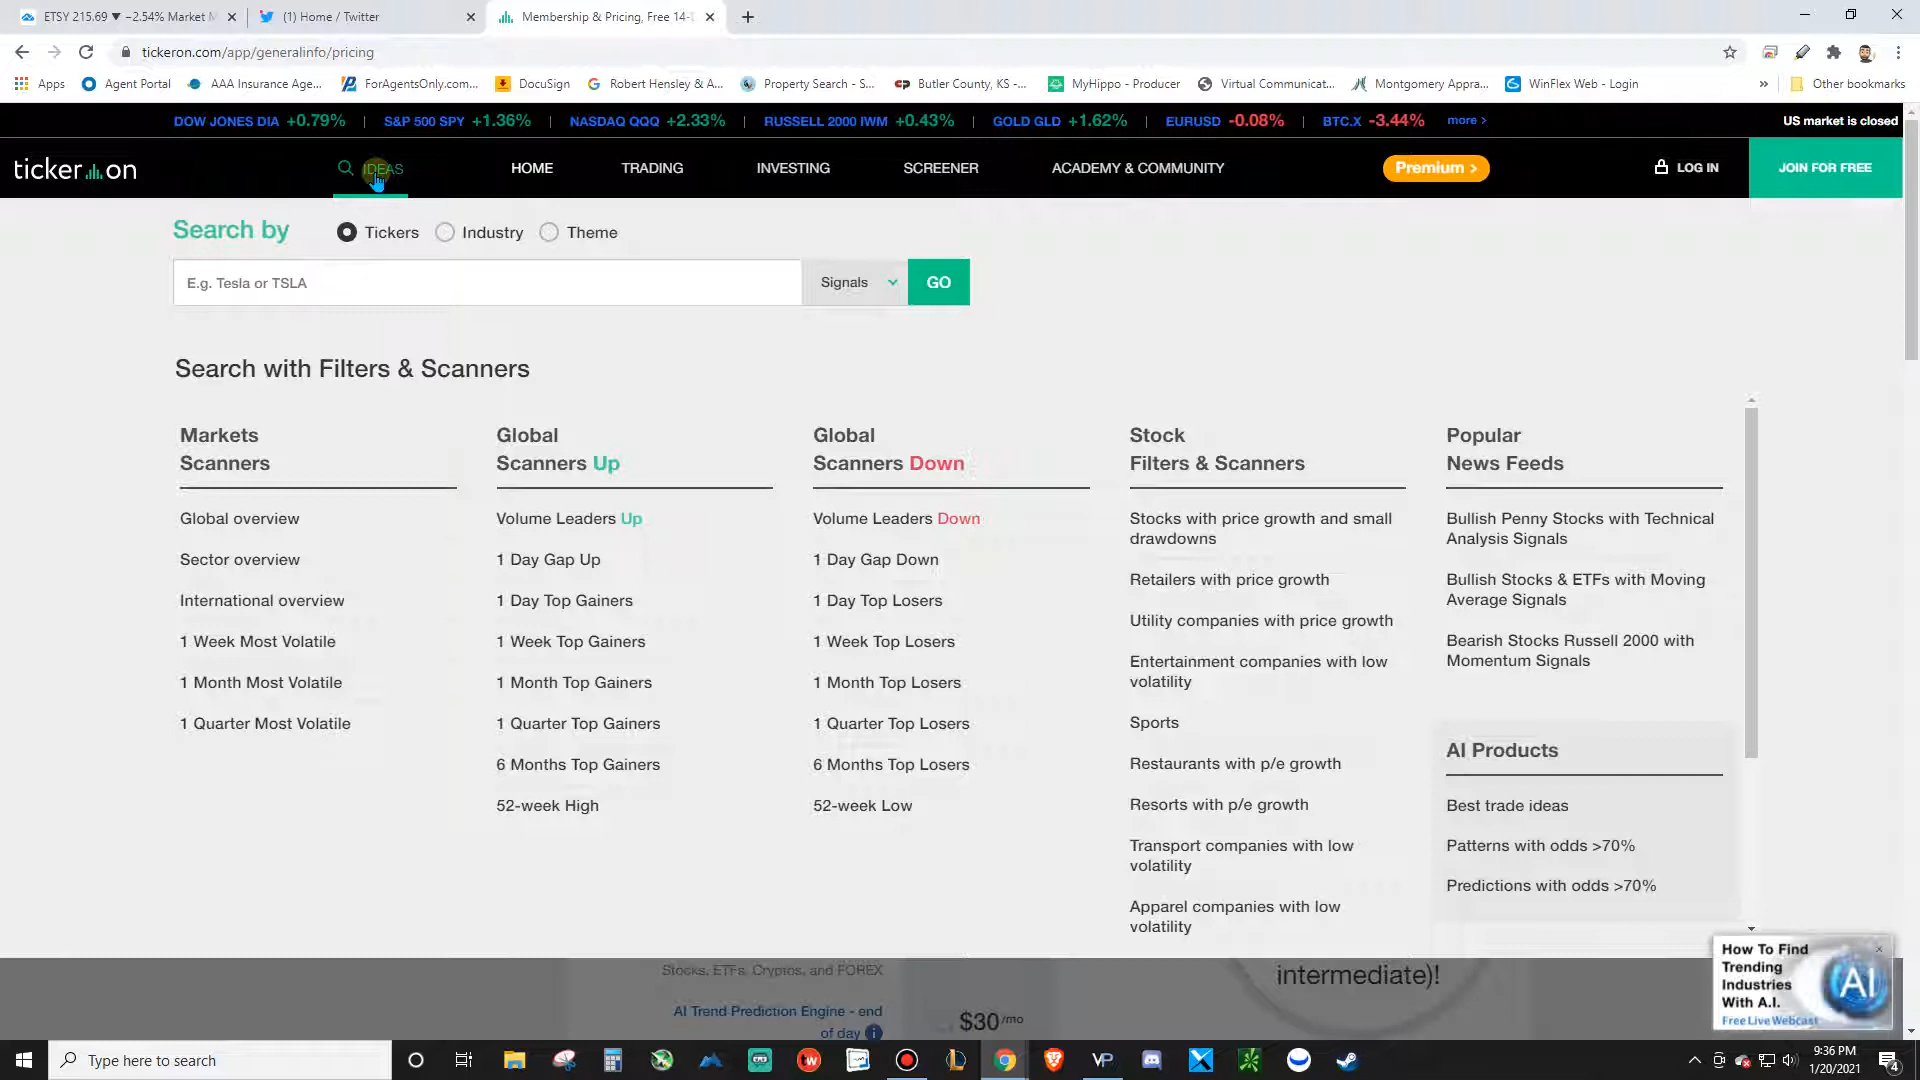 ETSY 215.69 ▼ −2.54% Market M
(1) Home / Twitter
Membership & Pricing, Free 14-
tickeron.com/app/generalinfo/pricing
Apps
Agent Portal
AAA Insurance Age...
ForAgentsOnly.com...
DocuSign
Robert Hensley & A...
Property Search - S...
Butler County, KS -...
MyHippo - Producer
Virtual Communicat...
Montgomery Appra...
WinFlex Web - Login
»
Other bookmarks
DOW JONES DIA +0.79% | S&P 500 SPY +1.36% | NASDAQ QQQ +2.33% | RUSSELL 2000 IWM +0.43% | GOLD GLD +1.62% | EURUSD -0.08% | BTC.X -3.44% more >
US market is closed
tickeron
IDEAS
HOME
TRADING
INVESTING
SCREENER
ACADEMY & COMMUNITY
Premium >
LOG IN
JOIN FOR FREE
Search by
Tickers
Industry
Theme
E.g. Tesla or TSLA
Signals
GO
Search with Filters & Scanners
Markets
Scanners
Global overview
Sector overview
International overview
1 Week Most Volatile
1 Month Most Volatile
1 Quarter Most Volatile
Global
Scanners Up
Volume Leaders Up
1 Day Gap Up
1 Day Top Gainers
1 Week Top Gainers
1 Month Top Gainers
1 Quarter Top Gainers
6 Months Top Gainers
52-week High
Global
Scanners Down
Volume Leaders Down
1 Day Gap Down
1 Day Top Losers
1 Week Top Losers
1 Month Top Losers
1 Quarter Top Losers
6 Months Top Losers
52-week Low
Stock
Filters & Scanners
Stocks with price growth and small
drawdowns
Retailers with price growth
Utility companies with price growth
Entertainment companies with low
volatility
Sports
Restaurants with p/e growth
Resorts with p/e growth
Transport companies with low
volatility
Apparel companies with low
volatility
Popular
News Feeds
Bullish Penny Stocks with Technical
Analysis Signals
Bullish Stocks & ETFs with Moving
Average Signals
Bearish Stocks Russell 2000 with
Momentum Signals
AI Products
Best trade ideas
Patterns with odds >70%
Predictions with odds >70%
How To Find
Trending
Industries
With A.I.
Free Live Webcast
AI
Stocks, ETFs, Cryptos, and FOREX
AI Trend Prediction Engine - end
of day
$30/mo
intermediate)!
Type here to search
VP
9:36 PM
1/20/2021
4